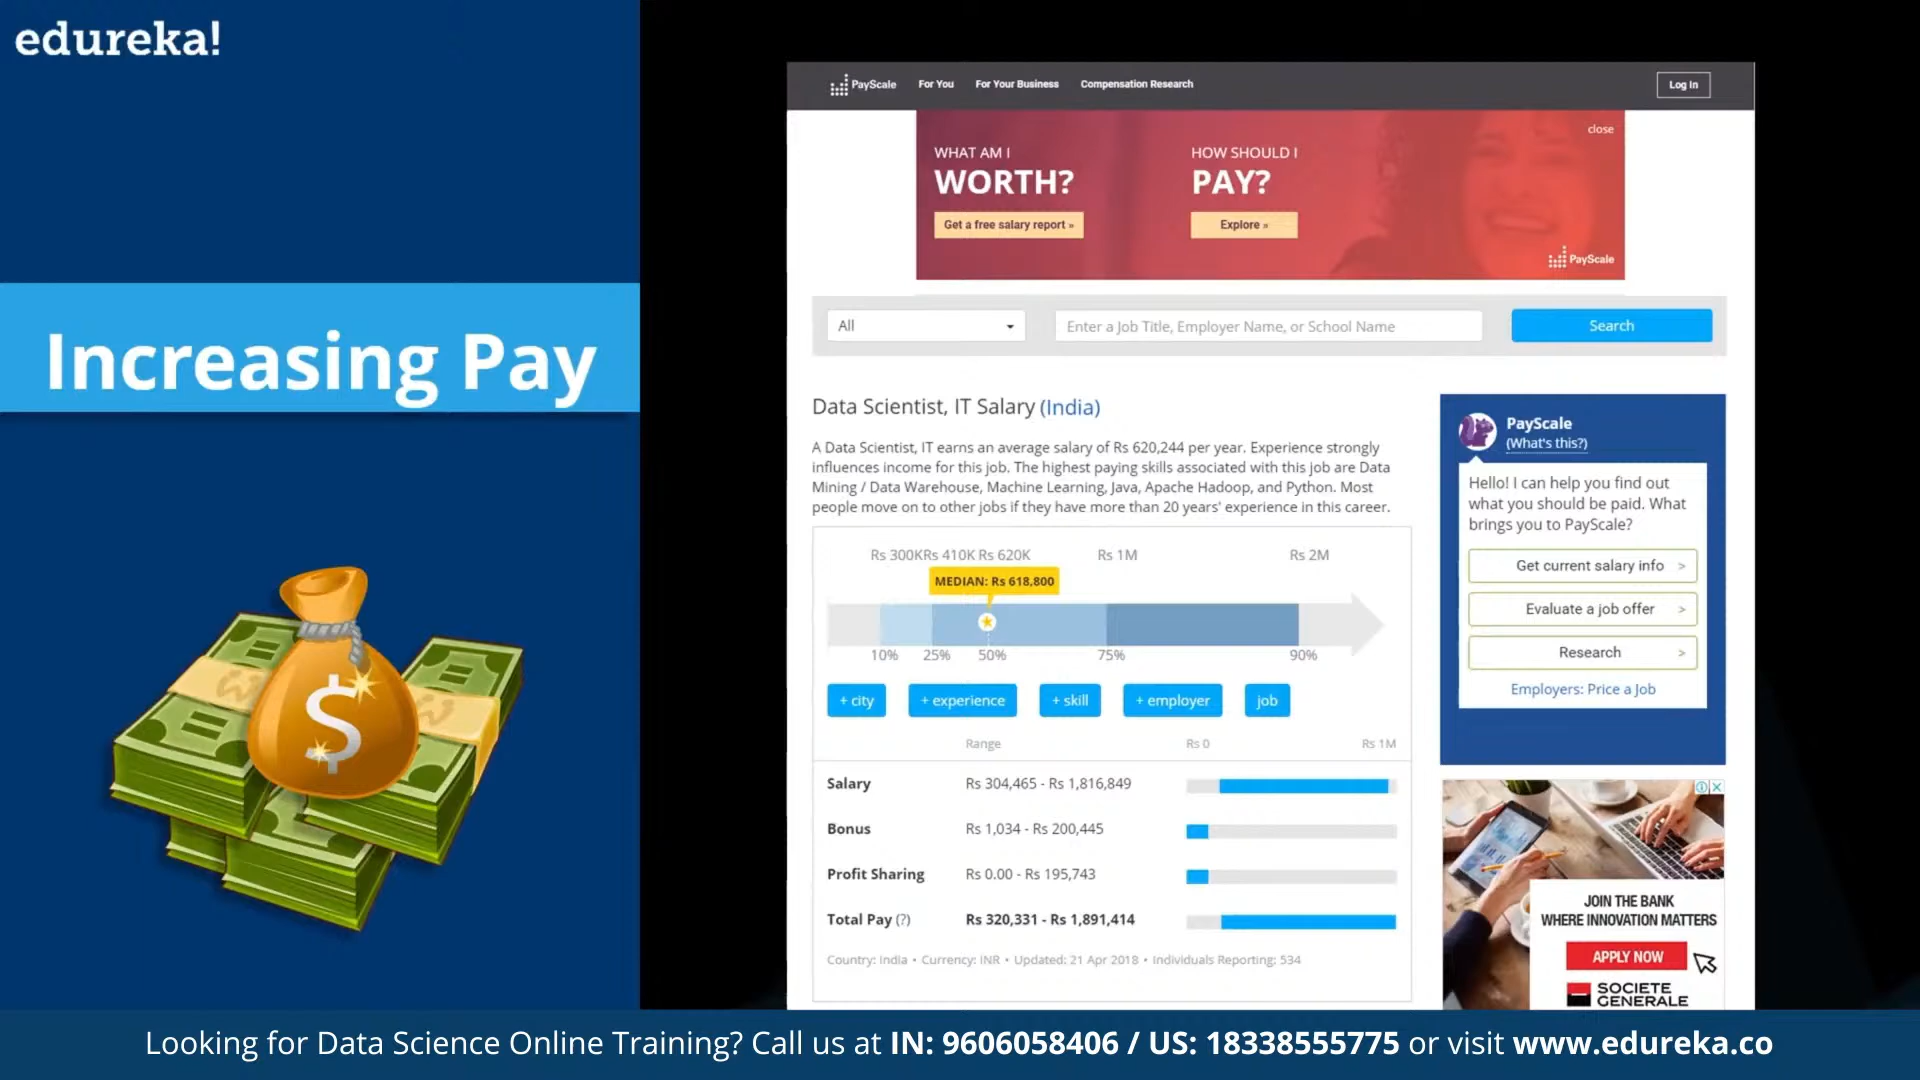 edureka!
Increasing Pay
PayScale
For You
For Your Business
Compensation Research
Log In
close
WHAT AM I
WORTH?
Get a free salary report »
HOW SHOULD I
PAY?
Explore »
PayScale
All
Enter a Job Title, Employer Name, or School Name
Search
Data Scientist, IT Salary (India)
A Data Scientist, IT earns an average salary of Rs 620,244 per year. Experience strongly
influences income for this job. The highest paying skills associated with this job are Data
Mining / Data Warehouse, Machine Learning, Java, Apache Hadoop, and Python. Most
people move on to other jobs if they have more than 20 years' experience in this career.
Rs 300K Rs 410K Rs 620K Rs 1M Rs 2M
MEDIAN: Rs 618,800
10% 25% 50% 75% 90%
+ city
+ experience
+ skill
+ employer
job
Range Rs 0 Rs 1M
Salary Rs 304,465 - Rs 1,816,849
Bonus Rs 1,034 - Rs 200,445
Profit Sharing Rs 0.00 - Rs 195,743
Total Pay (?) Rs 320,331 - Rs 1,891,414
Country: India • Currency: INR • Updated: 21 Apr 2018 • Individuals Reporting: 534
PayScale
(What's this?)
Hello! I can help you find out
what you should be paid. What
brings you to PayScale?
Get current salary info >
Evaluate a job offer >
Research >
Employers: Price a Job
JOIN THE BANK
WHERE INNOVATION MATTERS
APPLY NOW
SOCIETE
GENERALE
$
Looking for Data Science Online Training? Call us at IN: 9606058406 / US: 18338555775 or visit www.edureka.co